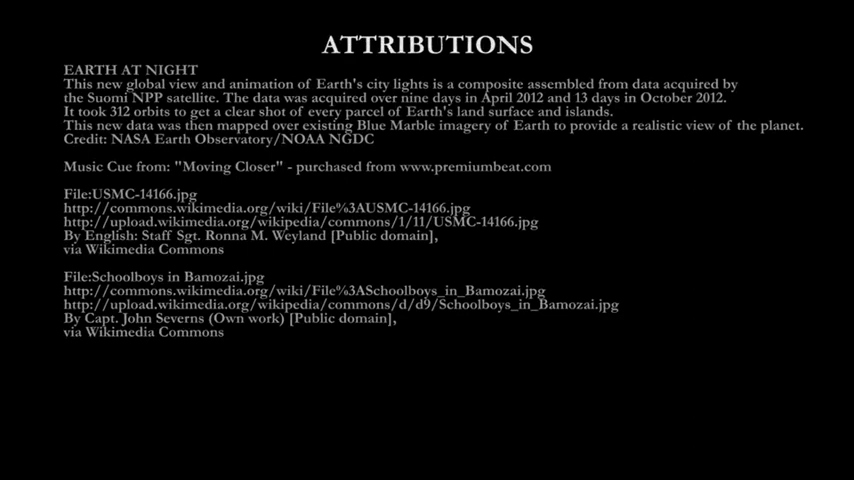 ATTRIBUTIONS
EARTH AT NIGHT
This new global view and animation of Earth's city lights is a composite assembled from data acquired by
the Suomi NPP satellite. The data was acquired over nine days in April 2012 and 13 days in October 2012.
It took 312 orbits to get a clear shot of every parcel of Earth's land surface and islands.
This new data was then mapped over existing Blue Marble imagery of Earth to provide a realistic view of the planet.
Credit: NASA Earth Observatory/NOAA NGDC
Music Cue from: "Moving Closer" - purchased from www.premiumbeat.com
File:USMC-14166.jpg
http://commons.wikimedia.org/wiki/File%3AUSMC-14166.jpg
http://upload.wikimedia.org/wikipedia/commons/1/11/USMC-14166.jpg
By English: Staff Sgt. Ronna M. Weyland [Public domain],
via Wikimedia Commons
File:Schoolboys in Bamozai.jpg
http://commons.wikimedia.org/wiki/File%3ASchoolboys_in_Bamozai.jpg
http://upload.wikimedia.org/wikipedia/commons/d/d9/Schoolboys_in_Bamozai.jpg
By Capt. John Severns (Own work) [Public domain],
via Wikimedia Commons